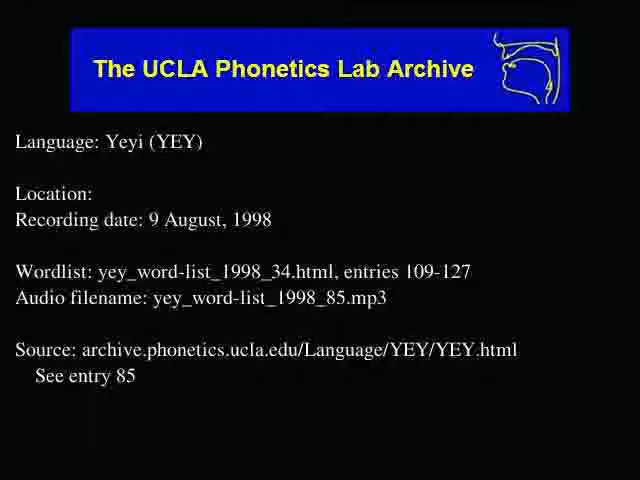 The UCLA Phonetics Lab Archive
Language: Yeyi (YEY)
Location:
Recording date: 9 August, 1998
Wordlist: yey_word-list_1998_34.html, entries 109-127
Audio filename: yey_word-list_1998_85.mp3
Source: archive.phonetics.ucla.edu/Language/YEY/YEY.html
See entry 85